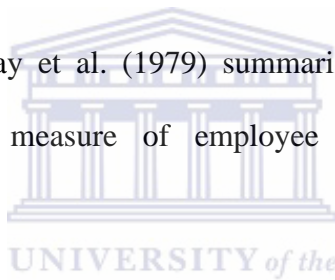 ay et al. (1979) summari
measure of employee
UNIVERSITY of the